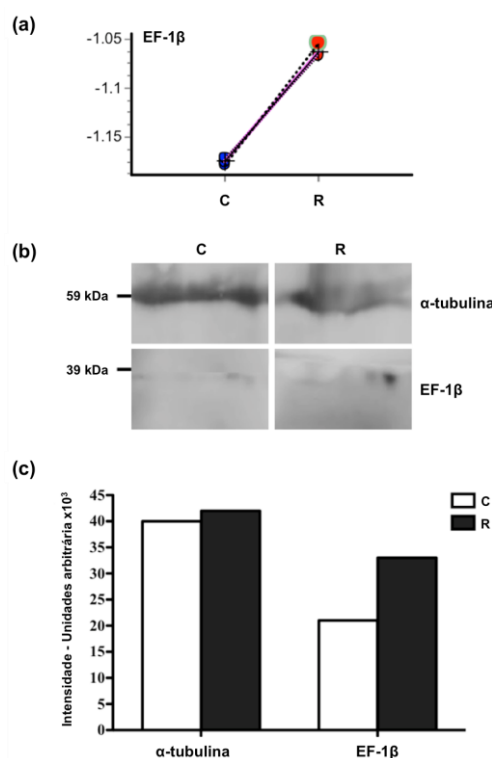 (a)
EF-1β
-1.05
-1.1
-1.15
C R
(b)
C R
59 kDa
α-tubulina
39 kDa
EF-1β
(c)
Intensidade - Unidades arbitrária x10³
45
40
35
30
25
20
15
10
5
0
C
R
α-tubulina EF-1β